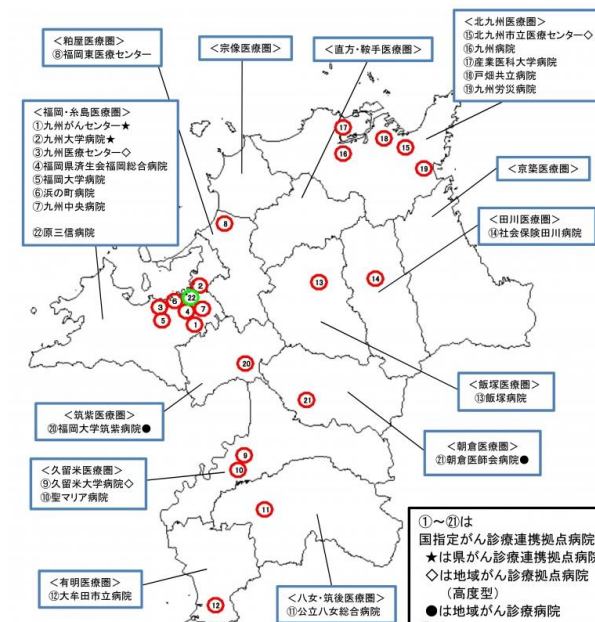 <粕屋医療圏>
⑧福岡東医療センター
<宗像医療圏>
<直方・鞍手医療圏>
<北九州医療圏>
⑮北九州市立医療センター◇
⑯九州病院
⑰産業医科大学病院
⑱戸畑共立病院
⑲九州労災病院
<福岡・糸島医療圏>
①九州がんセンター★
②九州大学病院★
③九州医療センター◇
④福岡県済生会福岡総合病院
⑤福岡大学病院
⑥浜の町病院
⑦九州中央病院
㉒原三信病院
<京築医療圏>
<田川医療圏>
⑭社会保険田川病院
⑰
⑱
⑮
⑯
⑲
⑧
⑭
⑬
②
㉒
⑥
③
④
⑦
⑤
①
<飯塚医療圏>
⑬飯塚病院
⑳
㉑
<筑紫医療圏>
⑳福岡大学筑紫病院●
<朝倉医療圏>
㉑朝倉医師会病院●
<久留米医療圏>
⑨久留米大学病院◇
⑩聖マリア病院
⑨
⑩
⑪
①~㉑は
国指定がん診療連携拠点病院
★は県がん診療連携拠点病院
◇は地域がん診療拠点病院
(高度型)
●は地域がん診療病院
<有明医療圏>
⑫大牟田市立病院
<八女・筑後医療圏>
⑪公立八女総合病院
⑫